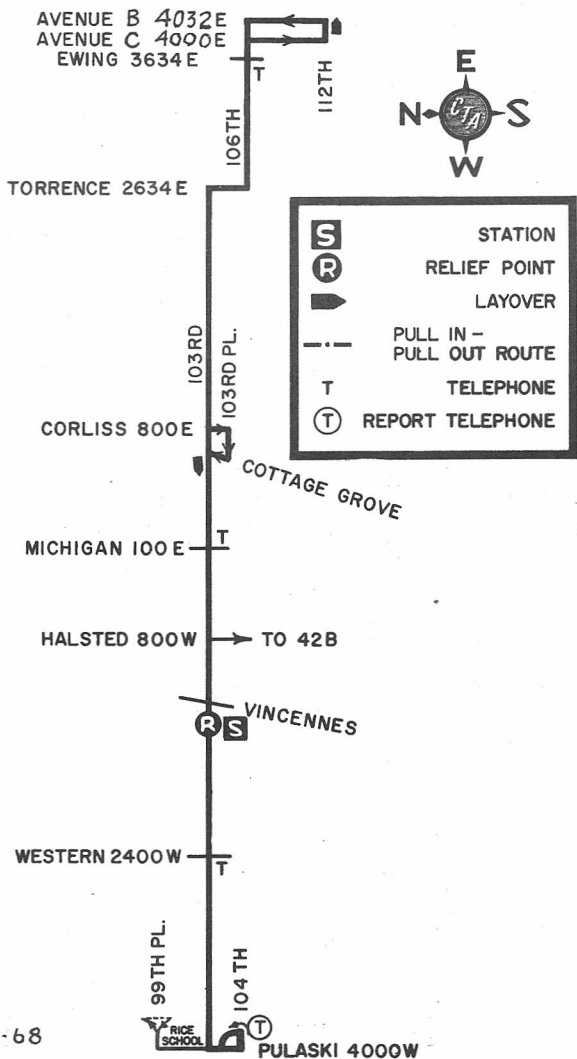 AVENUE B 4032E
AVENUE C 4000E
EWING 3634E
T
106TH
112TH
E
N CTA S
W
TORRENCE 2634E
S STATION
R RELIEF POINT
LAYOVER
PULL IN -
PULL OUT ROUTE
T TELEPHONE
T REPORT TELEPHONE
103RD
103RD PL.
CORLISS 800E
COTTAGE GROVE
T
MICHIGAN 100E
HALSTED 800W
TO 42B
VINCENNES
R S
WESTERN 2400W
T
99TH PL.
104TH
T
RICE
SCHOOL
-68
PULASKI 4000W